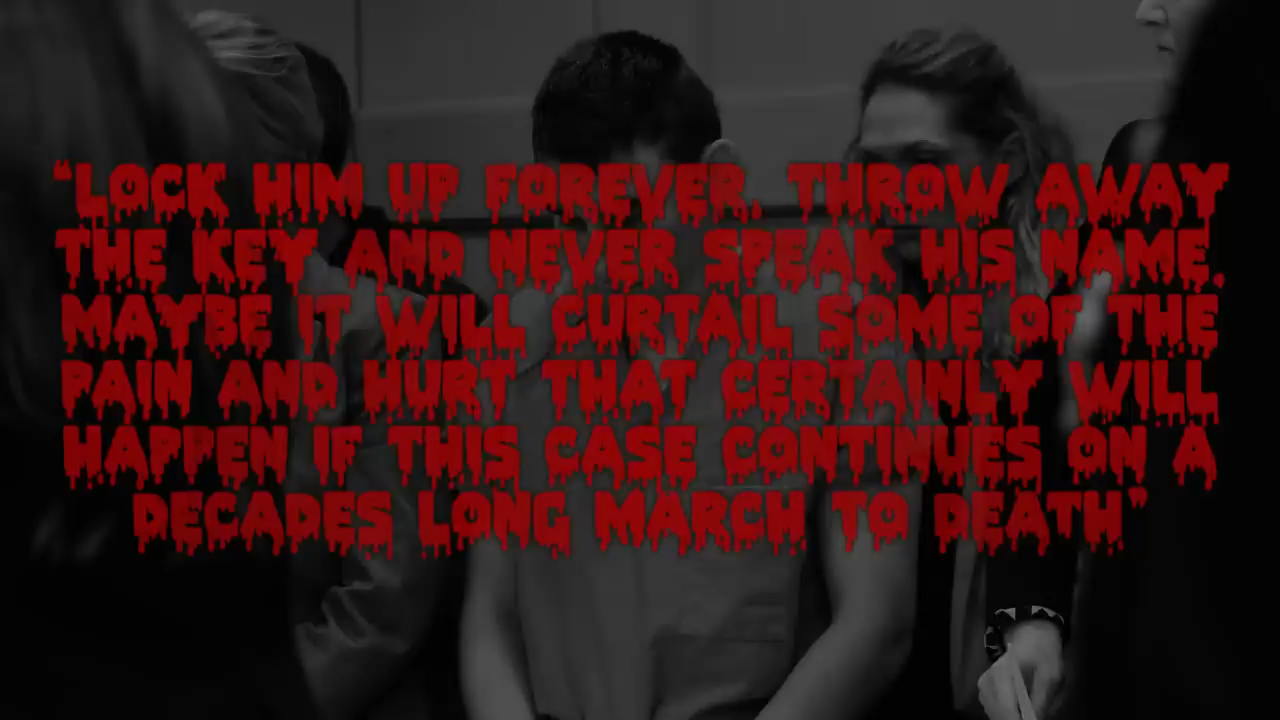 “LOCK HIM UP FOREVER. THROW AWAY
THE KEY AND NEVER SPEAK HIS NAME.
MAYBE IT WILL CURTAIL SOME OF THE
PAIN AND HURT THAT CERTAINLY WILL
HAPPEN IF THIS CASE CONTINUES ON A
DECADES LONG MARCH TO DEATH”